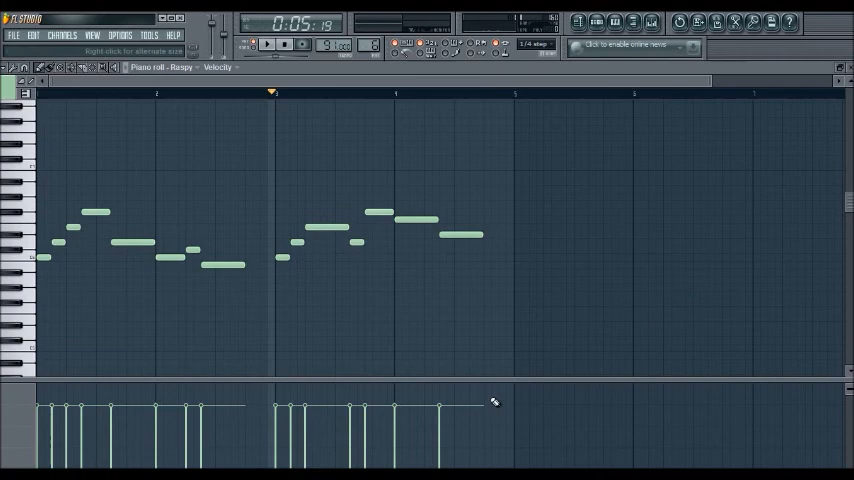 FL STUDIO
FILE EDIT CHANNELS VIEW OPTIONS TOOLS HELP
Right-click for alternate size
0:05:19
1/4 step
Click to enable online news
Piano roll - Raspy Velocity
2 3 4 5 6 7